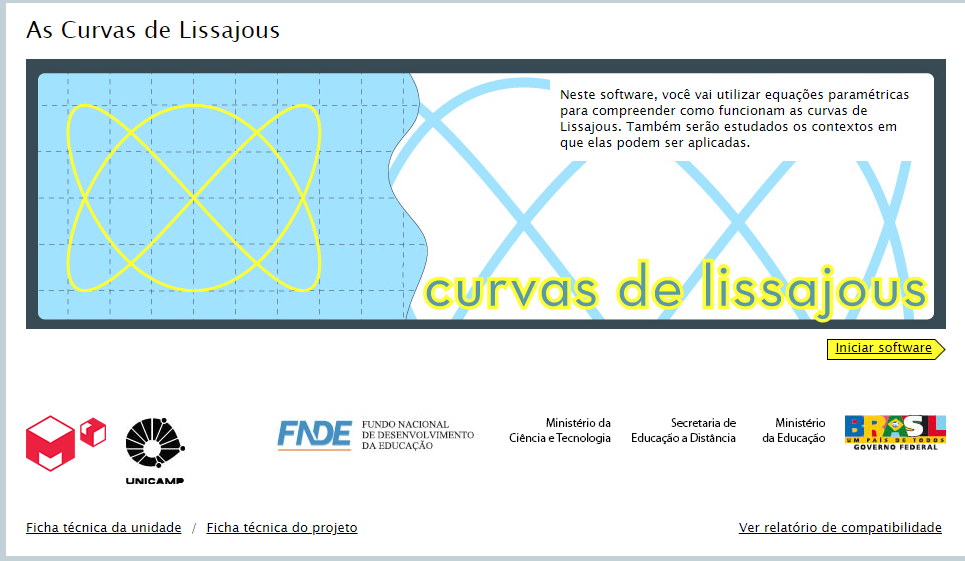 As Curvas de Lissajous
Neste software, você vai utilizar equações paramétricas
para compreender como funcionam as curvas de
Lissajous. Também serão estudados os contextos em
que elas podem ser aplicadas.
curvas de lissajous
Iniciar software
UNICAMP
FNDE
FUNDO NACIONAL
DE DESENVOLVIMENTO
DA EDUCAÇÃO
Ministério da
Ciência e Tecnologia
Secretaria de
Educação a Distância
Ministério
da Educação
BRASIL
UM PAÍS DE TODOS
GOVERNO FEDERAL
Ficha técnica da unidade / Ficha técnica do projeto
Ver relatório de compatibilidade